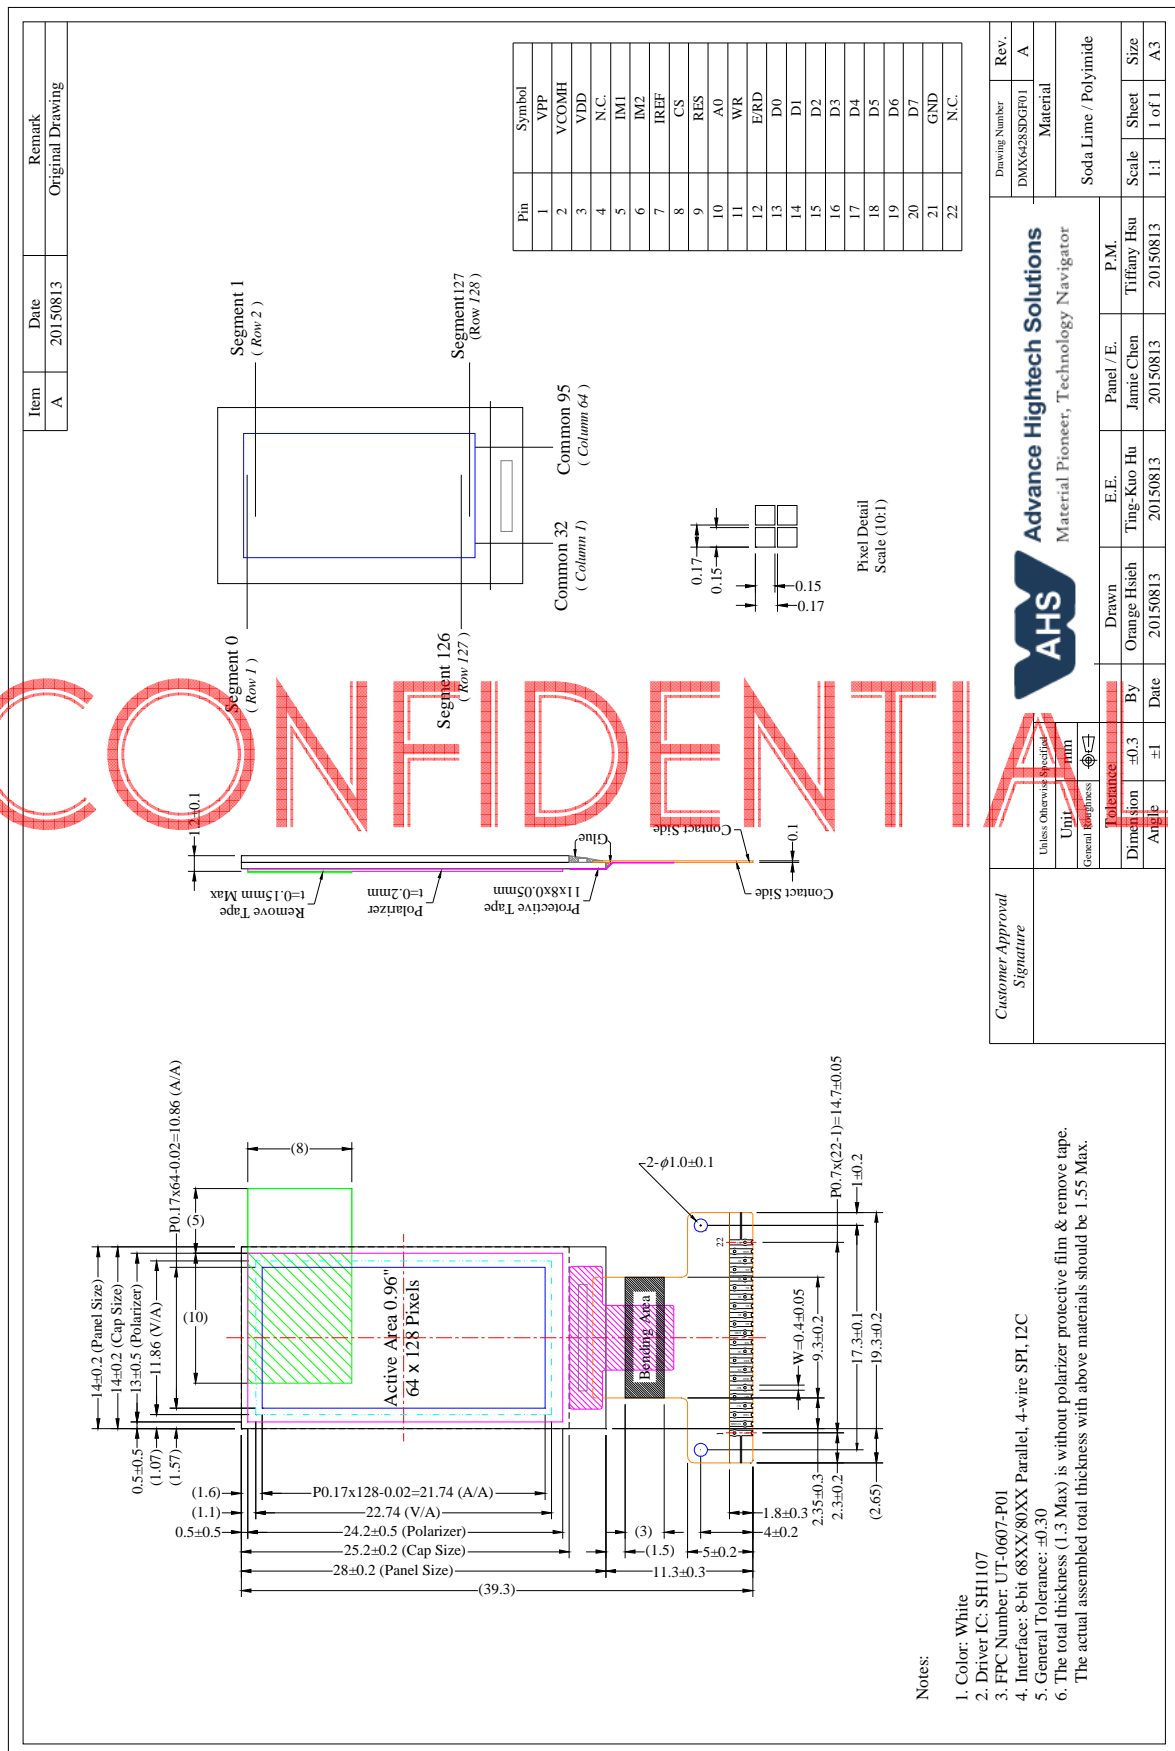 Item Date Remark
A 20150813 Original Drawing
14±0.2 (Panel Size)
14±0.2 (Cap Size)
13±0.5 (Polarizer)
11.86 (V/A)
P0.17x64-0.02=10.86 (A/A)
0.5±0.5
(1.07)
(1.57)
(10)
(5)
(8)
(1.6)
(1.1)
0.5±0.5
P0.17x128-0.02=21.74 (A/A)
22.74 (V/A)
24.2±0.5 (Polarizer)
25.2±0.2 (Cap Size)
28±0.2 (Panel Size)
(39.3)
Active Area 0.96"
64 x 128 Pixels
Bending Area
(3)
(1.5)
11.3±0.3
5±0.2
4±0.2
1.8±0.3
2-ϕ1.0±0.1
1
22
P0.7x(22-1)=14.7±0.05
1±0.2
W=0.4±0.05
9.3±0.2
17.3±0.1
19.3±0.2
2.35±0.3
2.3±0.2
(2.65)
1.2±0.1
Remove Tape
t=0.15mm Max
Polarizer
t=0.2mm
Protective Tape
11x8x0.05mm
Glue
Contact Side
Contact Side
0.1
Segment 0
( Row 1 )
Segment 1
( Row 2 )
Segment 126
( Row 127 )
Segment127
(Row 128)
Common 32
( Column 1)
Common 95
( Column 64 )
0.17
0.15
0.15
0.17
Pixel Detail
Scale (10:1)
Pin Symbol
1 VPP
2 VCOMH
3 VDD
4 N.C.
5 IM1
6 IM2
7 IREF
8 CS
9 RES
10 A0
11 WR
12 E/RD
13 D0
14 D1
15 D2
16 D3
17 D4
18 D5
19 D6
20 D7
21 GND
22 N.C.
CONFIDENTIAL
Notes:
1. Color: White
2. Driver IC: SH1107
3. FPC Number: UT-0607-P01
4. Interface: 8-bit 68XX/80XX Parallel, 4-wire SPI, I2C
5. General Tolerance: ±0.30
6. The total thickness (1.3 Max) is without polarizer protective film & remove tape.
The actual assembled total thickness with above materials should be 1.55 Max.
Customer Approval
Signature
Unless Otherwise Specified
Unit mm
General Roughness
Tolerance
Dimension ±0.3
Angle ±1
AHS
Advance Hightech Solutions
Material Pioneer, Technology Navigator
Drawn E.E. Panel / E. P.M.
By Orange Hsieh Ting-Kuo Hu Jamie Chen Tiffany Hsu
Date 20150813 20150813 20150813 20150813
Drawing Number Rev.
DMX6428SDGF01 A
Material
Soda Lime / Polyimide
Scale Sheet Size
1:1 1 of 1 A3